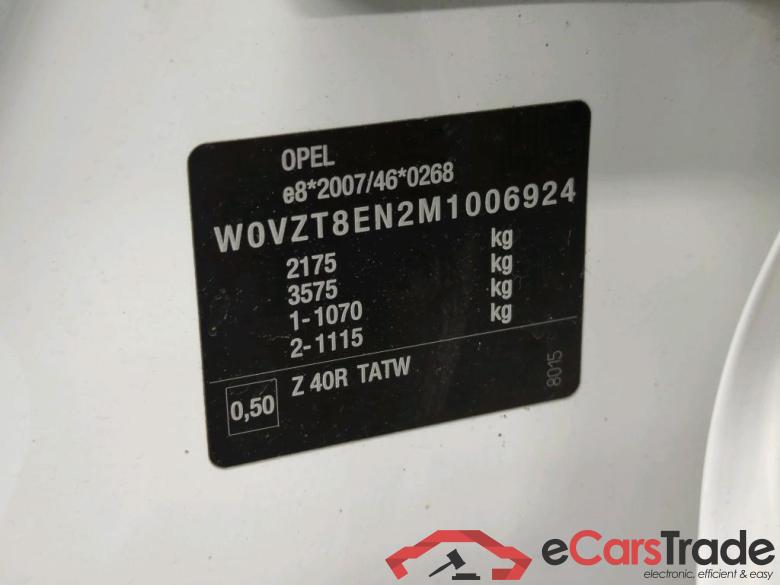 OPEL
e8*2007/46*0268
W0VZT8EN2M1006924
2175 kg
3575 kg
1-1070 kg
2-1115 kg
0,50 Z 40R TATW 8015
eCarsTrade
electronic, efficient & easy